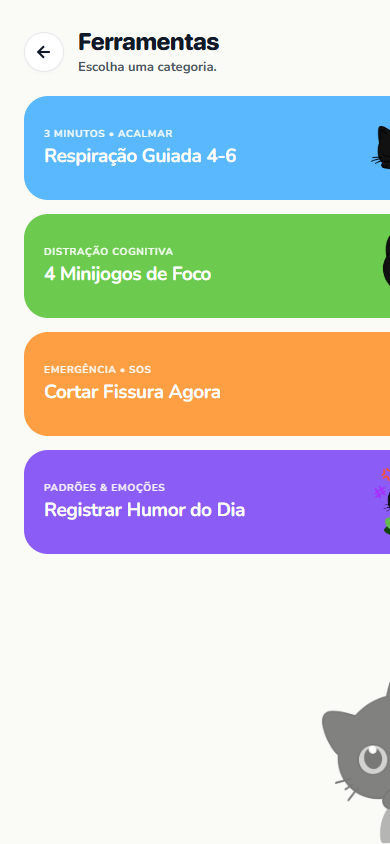 Ferramentas
Escolha uma categoria.
3 MINUTOS • ACALMAR
Respiração Guiada 4-6
DISTRAÇÃO COGNITIVA
4 Minijogos de Foco
EMERGÊNCIA • SOS
Cortar Fissura Agora
PADRÕES & EMOÇÕES
Registrar Humor do Dia